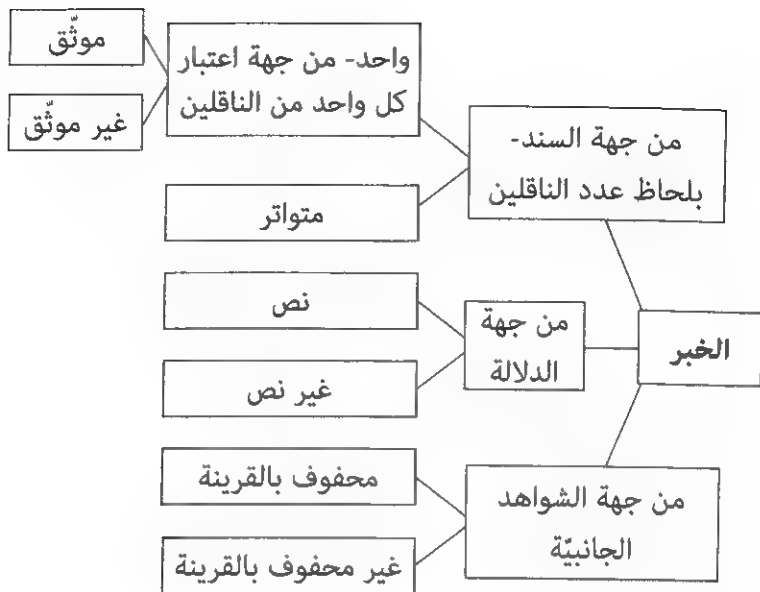 الخبر
من جهة السند-
بلحاظ عدد الناقلين
واحد- من جهة اعتبار
كل واحد من الناقلين
موثّق
غير موثّق
متواتر
من جهة
الدلالة
نص
غير نص
من جهة الشواهد
الجانبيّة
محفوف بالقرينة
غير محفوف بالقرينة